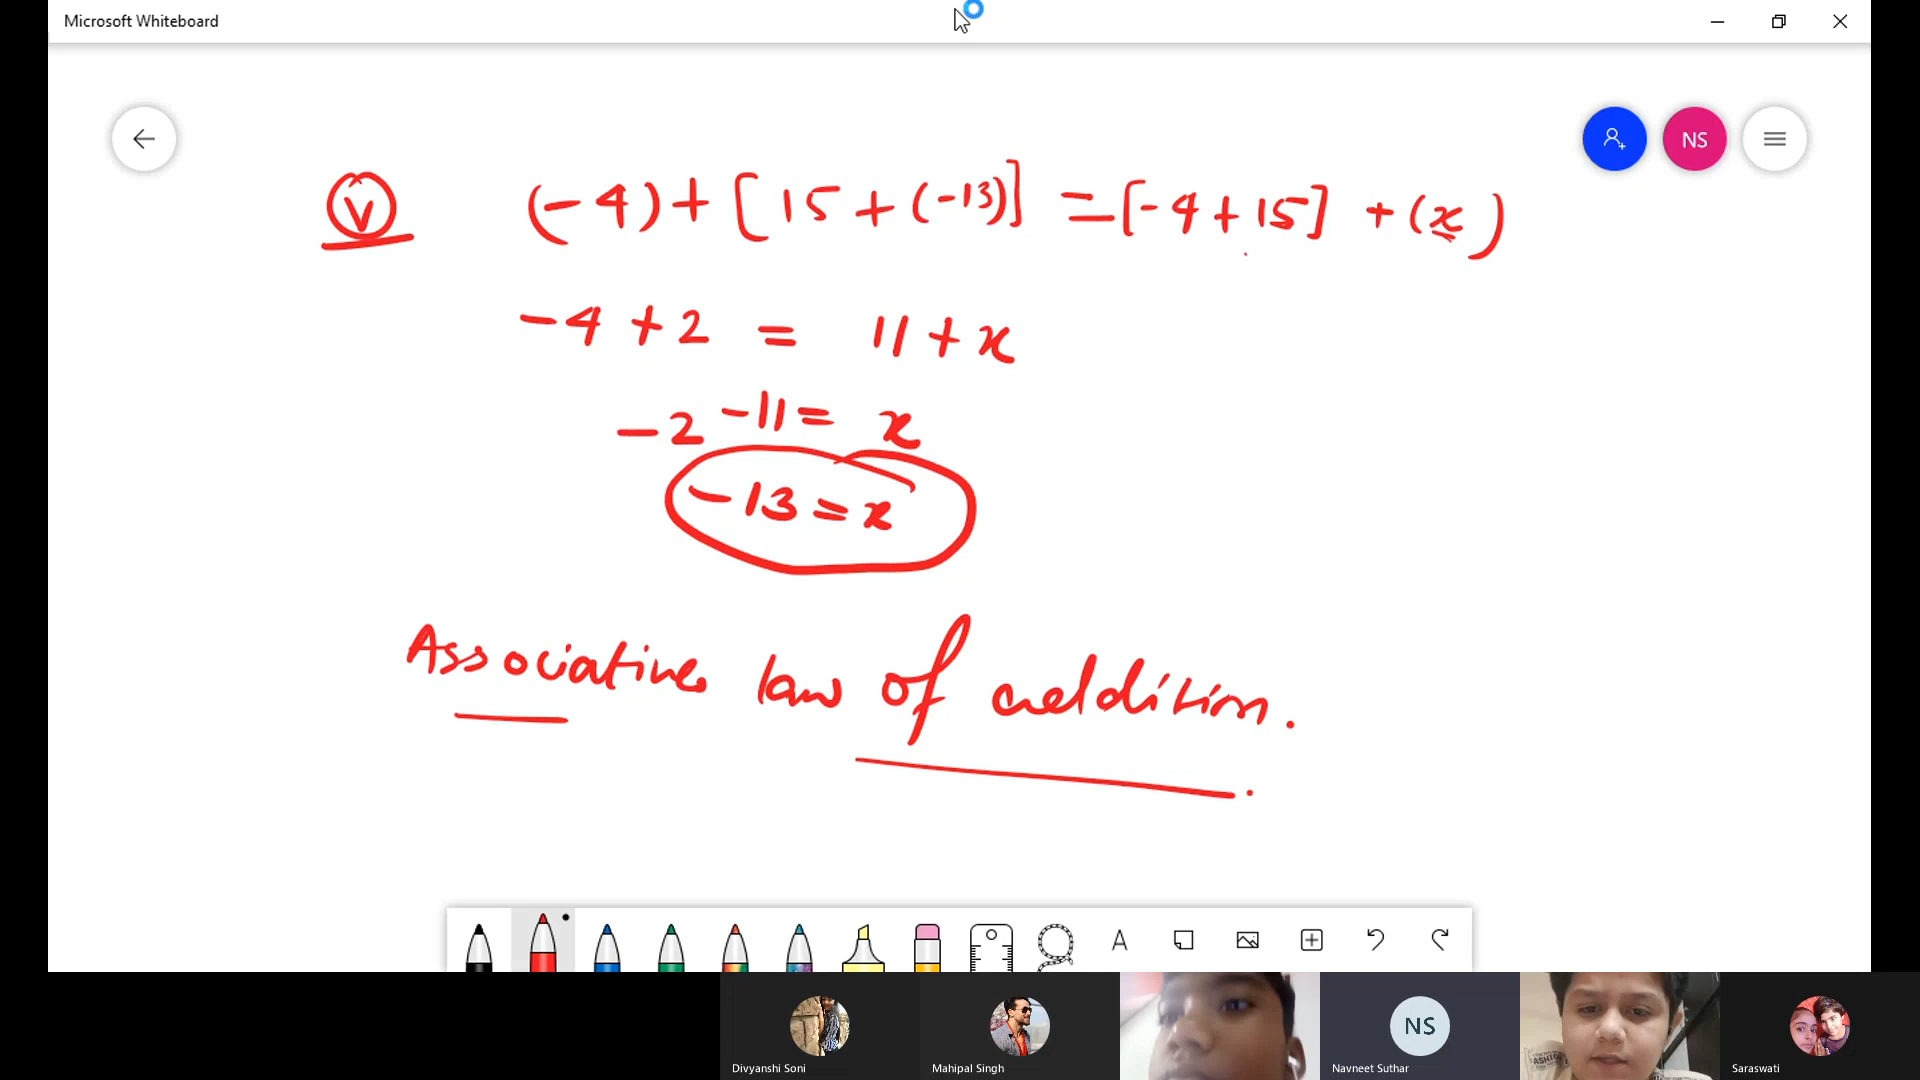 Microsoft Whiteboard
NS
(v) (-4) + [15 + (-13)] = [-4 + 15] + (x)
-4 + 2 = 11 + x
-2 -11 = x
-13 = x
Associative law of addition.
A
NS
Divyanshi Soni
Mahipal Singh
Navneet Suthar
Saraswati